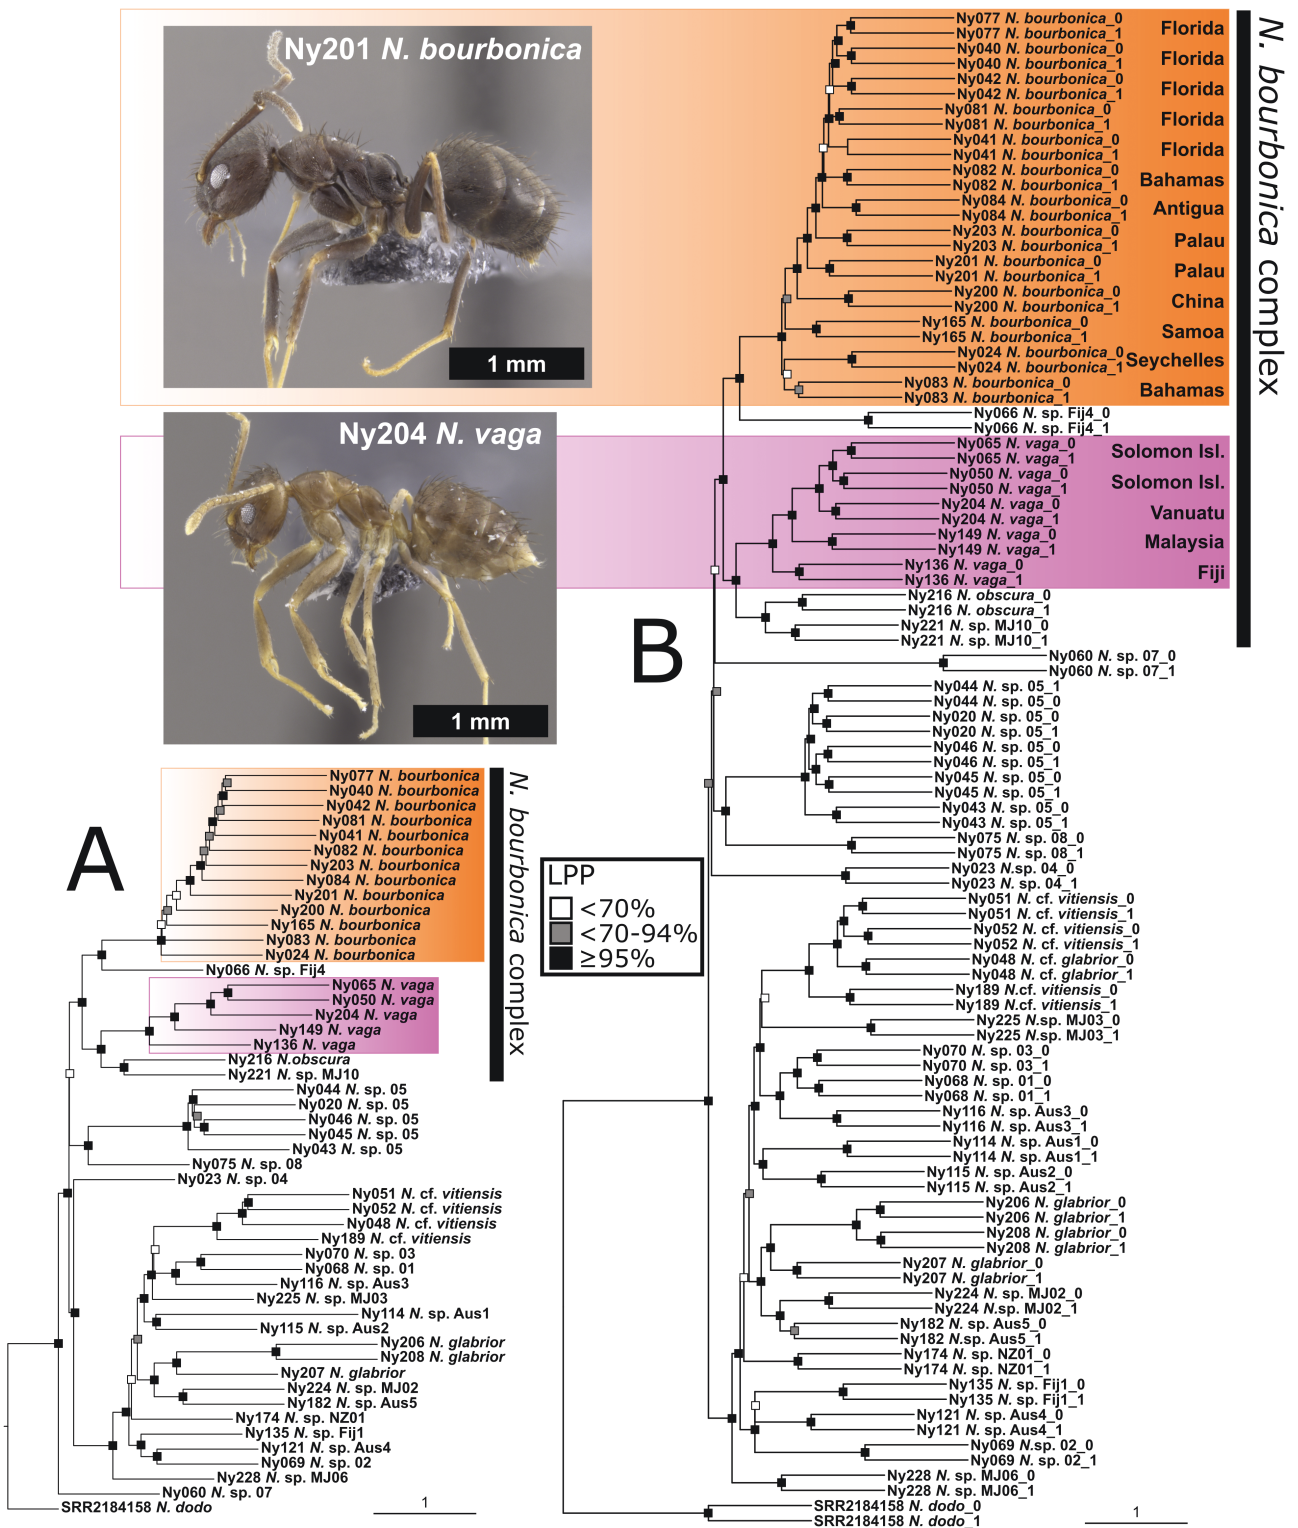 Ny201 N. bourbonica
1 mm
Ny204 N. vaga
1 mm
A
Ny077 N. bourbonica
Ny040 N. bourbonica
Ny042 N. bourbonica
Ny081 N. bourbonica
Ny041 N. bourbonica
Ny082 N. bourbonica
Ny203 N. bourbonica
Ny084 N. bourbonica
Ny201 N. bourbonica
Ny200 N. bourbonica
Ny165 N. bourbonica
Ny083 N. bourbonica
Ny024 N. bourbonica
Ny066 N. sp. Fij4
Ny065 N. vaga
Ny050 N. vaga
Ny204 N. vaga
Ny149 N. vaga
Ny136 N. vaga
Ny216 N.obscura
Ny221 N. sp. MJ10
N. bourbonica complex
Ny044 N. sp. 05
Ny020 N. sp. 05
Ny046 N. sp. 05
Ny045 N. sp. 05
Ny043 N. sp. 05
Ny075 N. sp. 08
Ny023 N. sp. 04
Ny051 N. cf. vitiensis
Ny052 N. cf. vitiensis
Ny048 N. cf. vitiensis
Ny189 N. cf. vitiensis
Ny070 N. sp. 03
Ny068 N. sp. 01
Ny116 N. sp. Aus3
Ny225 N. sp. MJ03
Ny114 N. sp. Aus1
Ny115 N. sp. Aus2
Ny206 N. glabrior
Ny208 N. glabrior
Ny207 N. glabrior
Ny224 N. sp. MJ02
Ny182 N. sp. Aus5
Ny174 N. sp. NZ01
Ny135 N. sp. Fij1
Ny121 N. sp. Aus4
Ny069 N. sp. 02
Ny228 N. sp. MJ06
Ny060 N. sp. 07
SRR2184158 N. dodo
1
LPP
<70%
<70-94%
≥95%
B
Ny077 N. bourbonica_0
Ny077 N. bourbonica_1
Florida
Ny040 N. bourbonica_0
Ny040 N. bourbonica_1
Florida
Ny042 N. bourbonica_0
Ny042 N. bourbonica_1
Florida
Ny081 N. bourbonica_0
Ny081 N. bourbonica_1
Florida
Ny041 N. bourbonica_0
Ny041 N. bourbonica_1
Florida
Ny082 N. bourbonica_0
Ny082 N. bourbonica_1
Bahamas
Ny084 N. bourbonica_0
Ny084 N. bourbonica_1
Antigua
Ny203 N. bourbonica_0
Ny203 N. bourbonica_1
Palau
Ny201 N. bourbonica_0
Ny201 N. bourbonica_1
Palau
Ny200 N. bourbonica_0
Ny200 N. bourbonica_1
China
Ny165 N. bourbonica_0
Ny165 N. bourbonica_1
Samoa
Ny024 N. bourbonica_0
Ny024 N. bourbonica_1
Seychelles
Ny083 N. bourbonica_0
Ny083 N. bourbonica_1
Bahamas
Ny066 N. sp. Fij4_0
Ny066 N. sp. Fij4_1
Ny065 N. vaga_0
Ny065 N. vaga_1
Solomon Isl.
Ny050 N. vaga_0
Ny050 N. vaga_1
Solomon Isl.
Ny204 N. vaga_0
Ny204 N. vaga_1
Vanuatu
Ny149 N. vaga_0
Ny149 N. vaga_1
Malaysia
Ny136 N. vaga_0
Ny136 N. vaga_1
Fiji
Ny216 N. obscura_0
Ny216 N. obscura_1
Ny221 N. sp. MJ10_0
Ny221 N. sp. MJ10_1
N. bourbonica complex
Ny060 N. sp. 07_0
Ny060 N. sp. 07_1
Ny044 N. sp. 05_1
Ny044 N. sp. 05_0
Ny020 N. sp. 05_0
Ny020 N. sp. 05_1
Ny046 N. sp. 05_0
Ny046 N. sp. 05_1
Ny045 N. sp. 05_0
Ny045 N. sp. 05_1
Ny043 N. sp. 05_0
Ny043 N. sp. 05_1
Ny075 N. sp. 08_0
Ny075 N. sp. 08_1
Ny023 N.sp. 04_0
Ny023 N. sp. 04_1
Ny051 N. cf. vitiensis_0
Ny051 N. cf. vitiensis_1
Ny052 N. cf. vitiensis_0
Ny052 N. cf. vitiensis_1
Ny048 N. cf. glabrior_0
Ny048 N. cf. glabrior_1
Ny189 N.cf. vitiensis_0
Ny189 N.cf. vitiensis_1
Ny225 N.sp. MJ03_0
Ny225 N.sp. MJ03_1
Ny070 N. sp. 03_0
Ny070 N. sp. 03_1
Ny068 N. sp. 01_0
Ny068 N. sp. 01_1
Ny116 N. sp. Aus3_0
Ny116 N. sp. Aus3_1
Ny114 N. sp. Aus1_0
Ny114 N. sp. Aus1_1
Ny115 N. sp. Aus2_0
Ny115 N. sp. Aus2_1
Ny206 N. glabrior_0
Ny206 N. glabrior_1
Ny208 N. glabrior_0
Ny208 N. glabrior_1
Ny207 N. glabrior_0
Ny207 N. glabrior_1
Ny224 N. sp. MJ02_0
Ny224 N.sp. MJ02_1
Ny182 N. sp. Aus5_0
Ny182 N.sp. Aus5_1
Ny174 N. sp. NZ01_0
Ny174 N. sp. NZ01_1
Ny135 N. sp. Fij1_0
Ny135 N. sp. Fij1_1
Ny121 N. sp. Aus4_0
Ny121 N. sp. Aus4_1
Ny069 N.sp. 02_0
Ny069 N. sp. 02_1
Ny228 N. sp. MJ06_0
Ny228 N. sp. MJ06_1
SRR2184158 N. dodo_0
SRR2184158 N. dodo_1
1